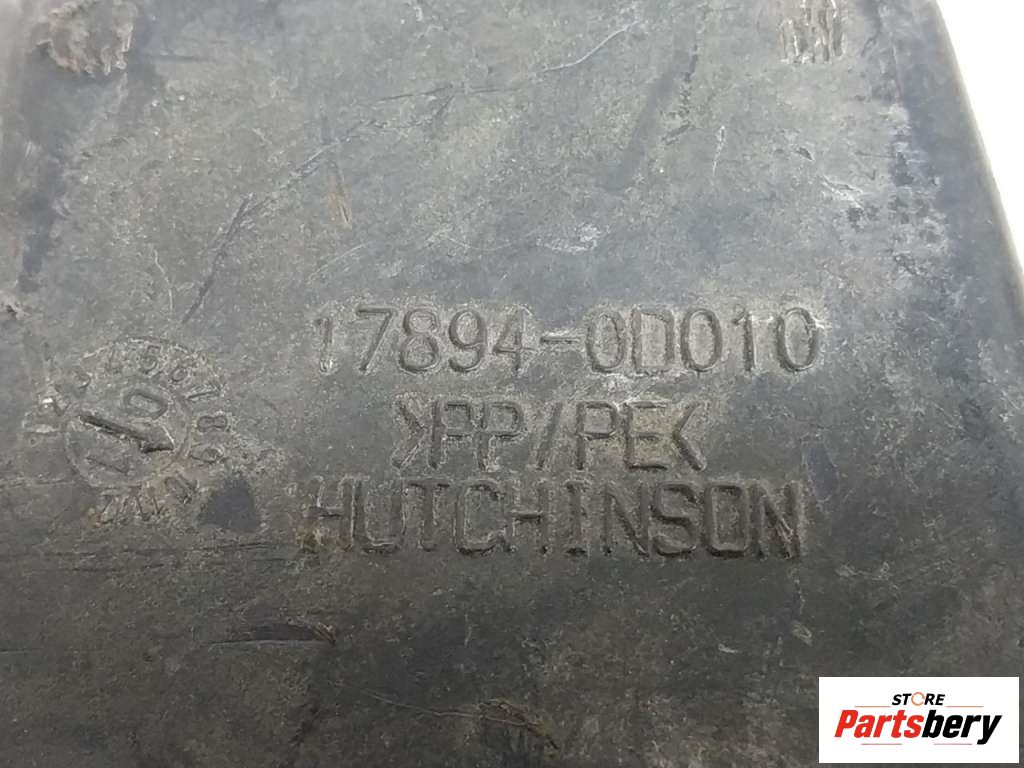 17894-0D010
>PP/PE<
HUTCHINSON
STORE
Partsbery